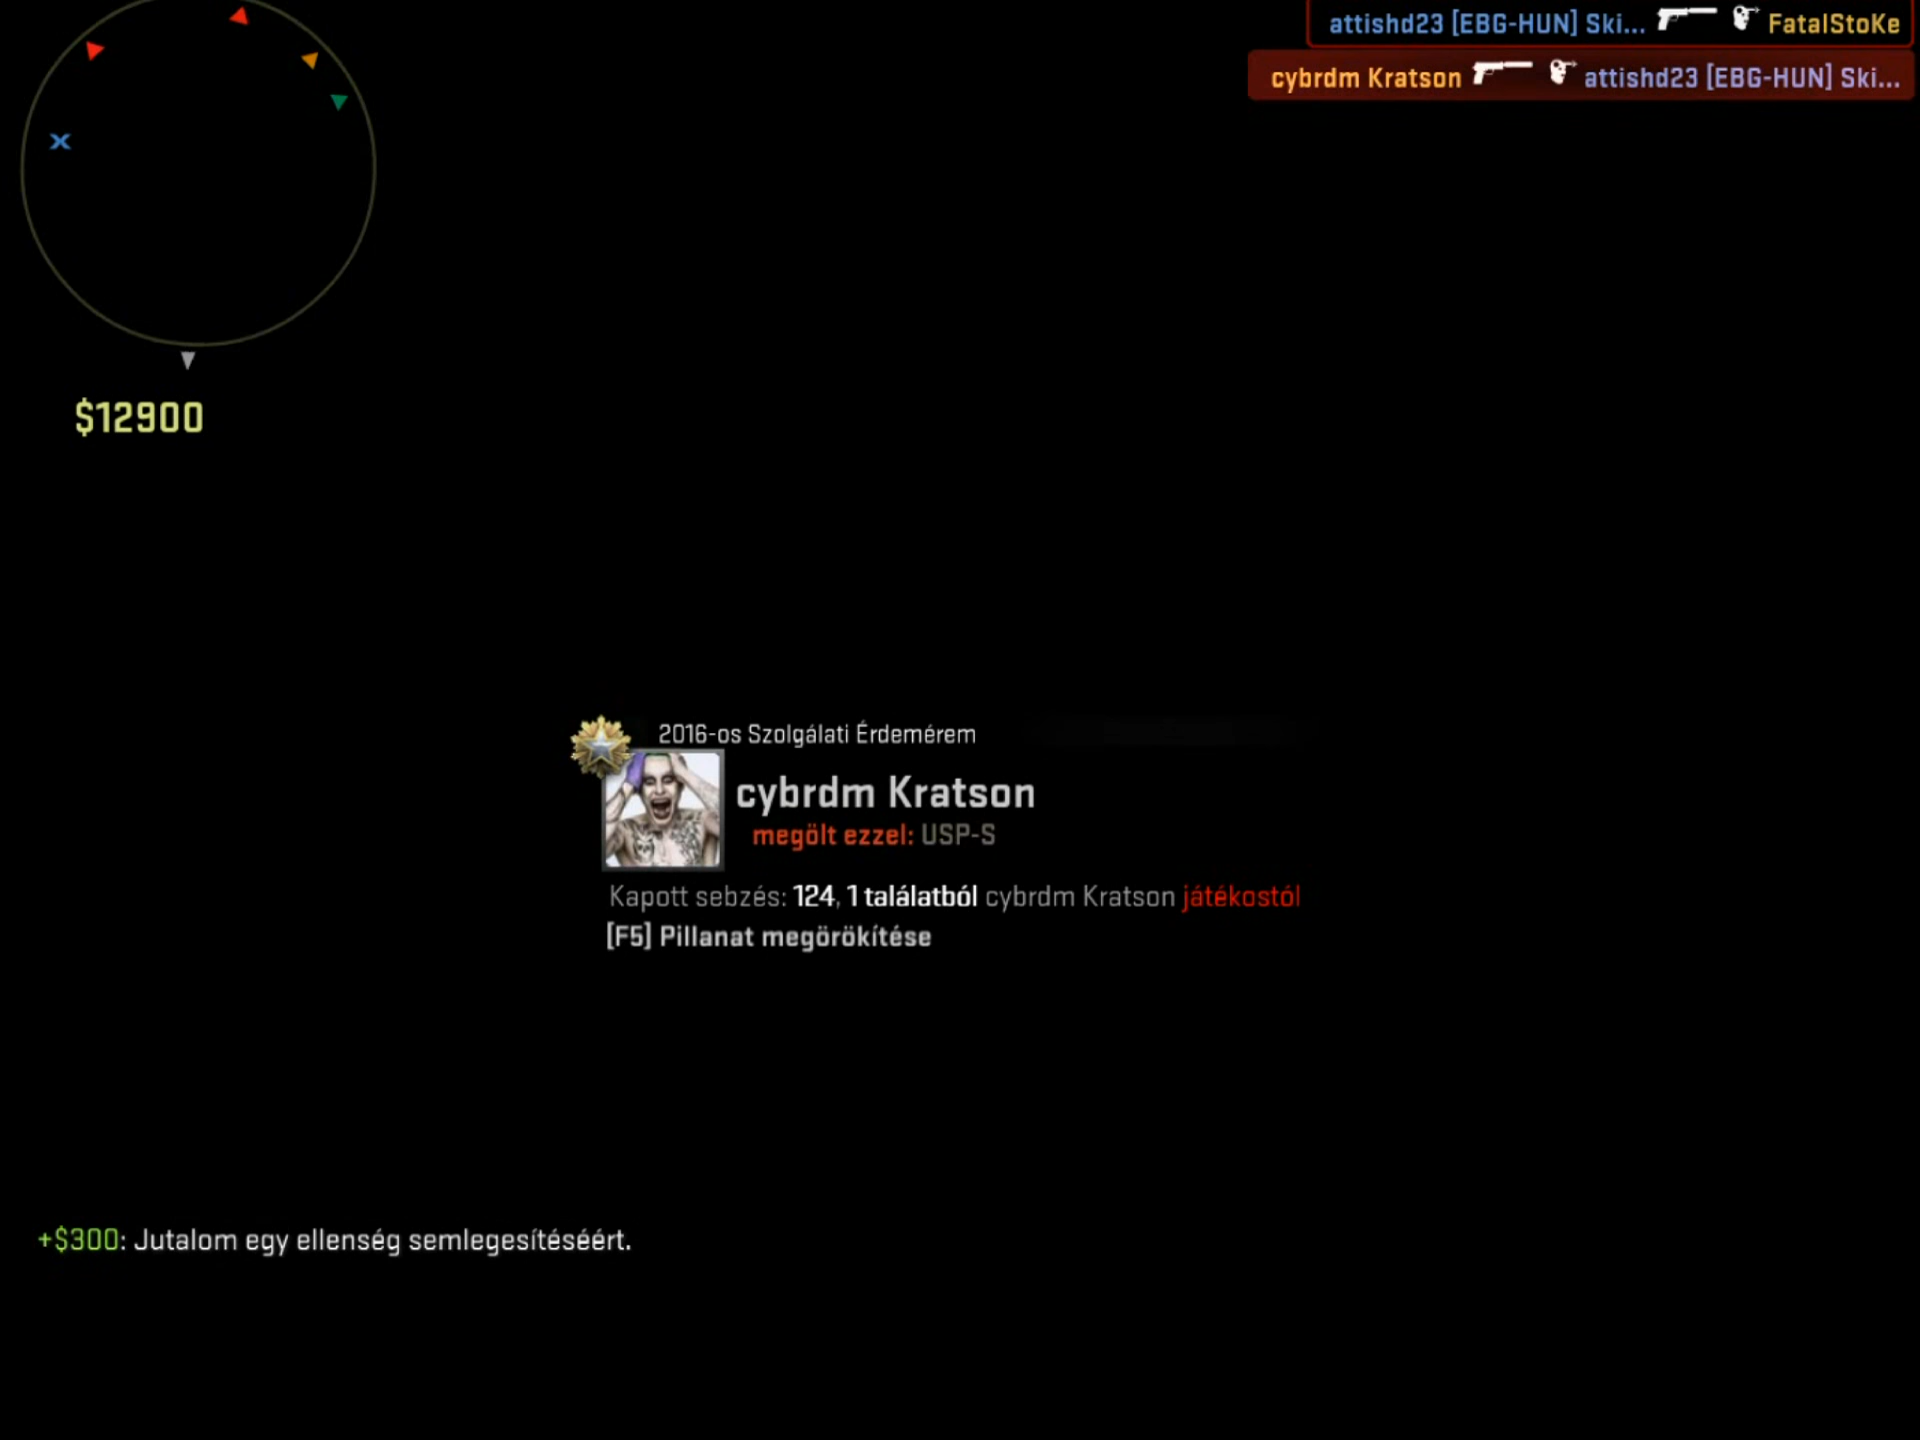 attishd23 [EBG-HUN] Ski... FatalStoKe
cybrdm Kratson attishd23 [EBG-HUN] Ski...
$12900
2016-os Szolgálati Érdemérem
cybrdm Kratson
megölt ezzel: USP-S
Kapott sebzés: 124, 1 találatból cybrdm Kratson játékostól
[F5] Pillanat megörökítése
+$300: Jutalom egy ellenség semlegesítéséért.